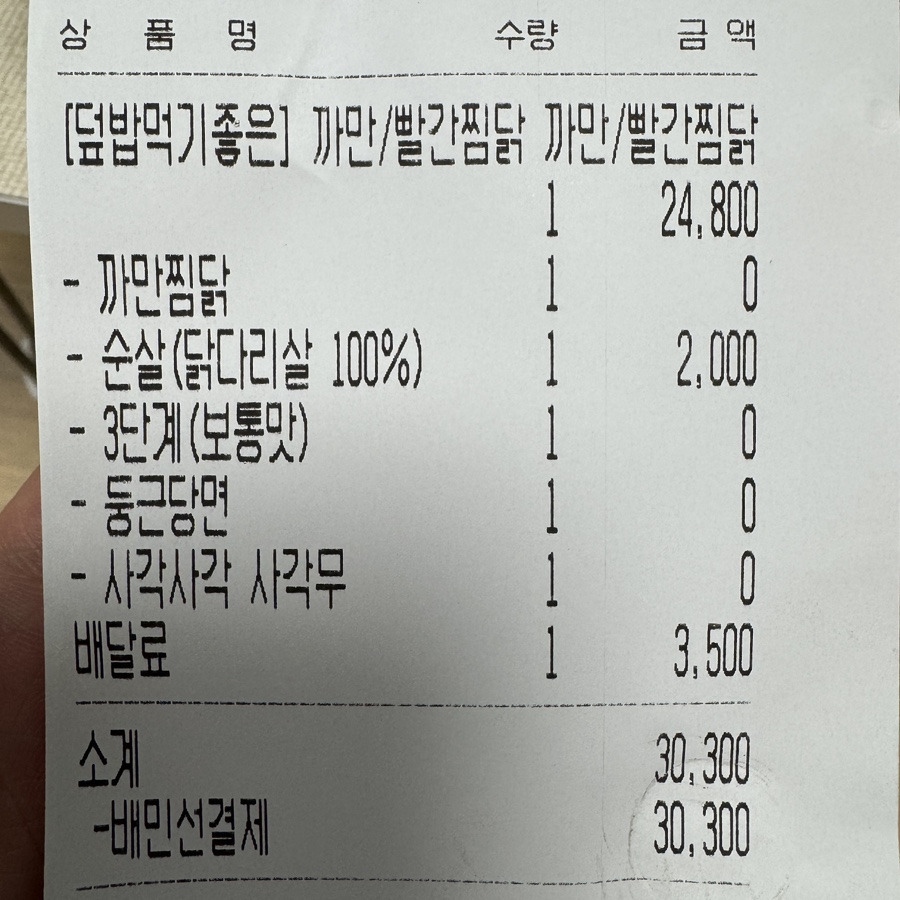 상 품 명 수량 금 액
[덮밥먹기좋은] 까만/빨간찜닭 까만/빨간찜닭
1 24,800
- 까만찜닭 1 0
- 순살(닭다리살 100%) 1 2,000
- 3단계(보통맛) 1 0
- 둥근당면 1 0
- 사각사각 사각무 1 0
배달료 1 3,500
소계 30,300
-배민선결제 30,300